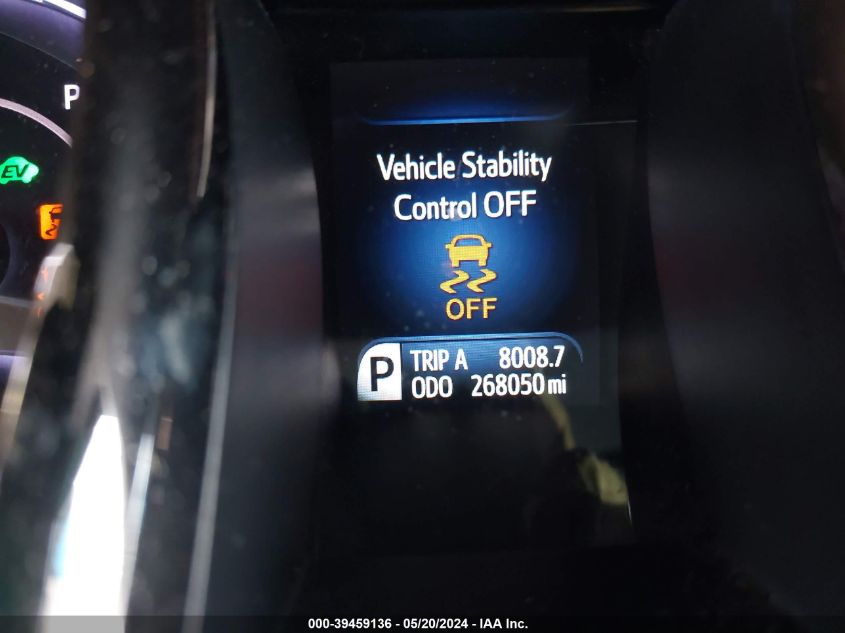 P
EV
Vehicle Stability
Control OFF
OFF
P TRIP A 8008.7
ODO 268050 mi
000-39459136 - 05/20/2024 - IAA Inc.